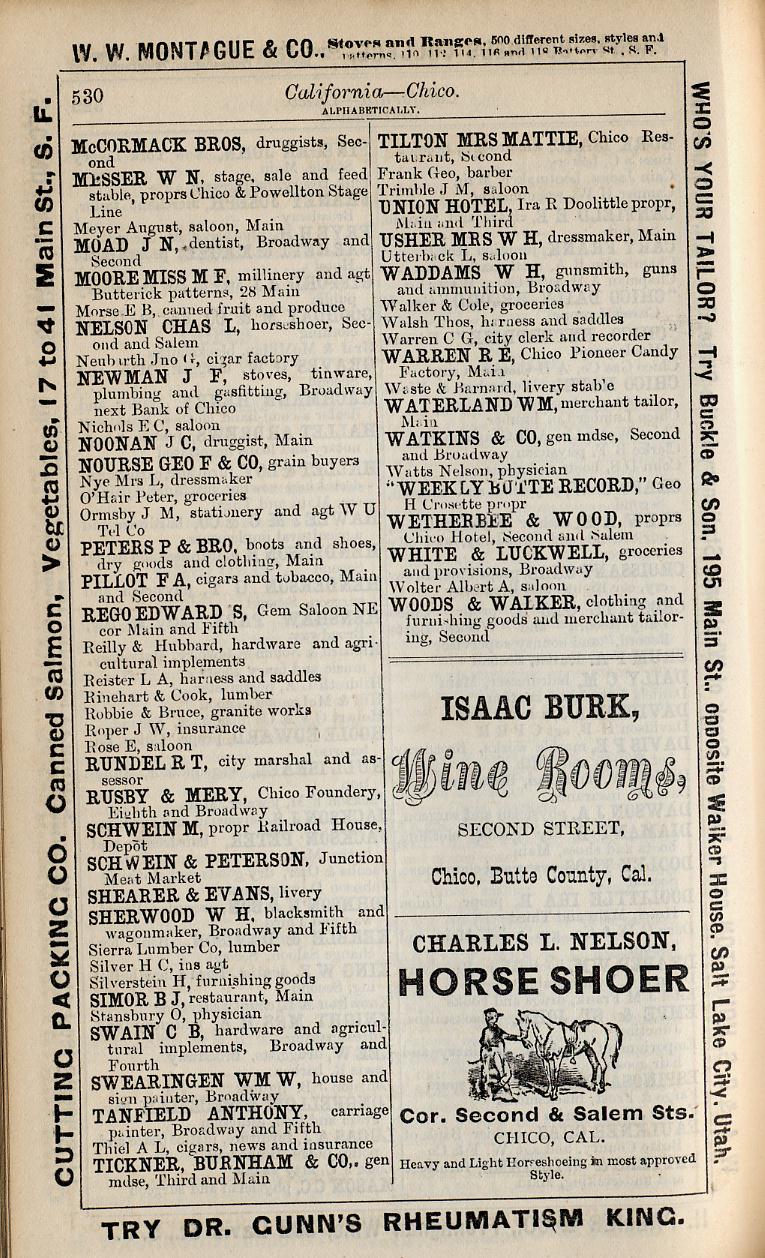 W. W. MONTAGUE & CO., Stoves and Ranges, 500 different sizes, styles and
patterns. 110, 112, 114, 116 and 118 Battery St., S. F.
530
California—Chico.
ALPHABETICALLY.
McCORMACK BROS, druggists, Sec-
ond
MESSER W N, stage, sale and feed
stable, proprs Chico & Powellton Stage
Line
Meyer August, saloon, Main
MOAD J N, dentist, Broadway and
Second
MOORE MISS M F, millinery and agt
Butterick patterns, 28 Main
Morse E B, canned fruit and produce
NELSON CHAS L, horseshoer, Sec-
ond and Salem
Neubarth Jno G, cigar factory
NEWMAN J F, stoves, tinware,
plumbing and gasfitting, Broadway
next Bank of Chico
Nichols E C, saloon
NOONAN J C, druggist, Main
NOURSE GEO F & CO, grain buyers
Nye Mrs L, dressmaker
O'Hair Peter, groceries
Ormsby J M, stationery and agt W U
Tel Co
PETERS P & BRO, boots and shoes,
dry goods and clothing, Main
PILLOT F A, cigars and tobacco, Main
and Second
REGO EDWARD S, Gem Saloon NE
cor Main and Fifth
Reilly & Hubbard, hardware and agri-
cultural implements
Reister L A, harness and saddles
Rinehart & Cook, lumber
Robbie & Bruce, granite works
Roper J W, insurance
Rose E, saloon
RUNDEL R T, city marshal and as-
sessor
RUSBY & MERY, Chico Foundery,
Eighth and Broadway
SCHWEIN M, propr Railroad House,
Depot
SCHWEIN & PETERSON, Junction
Meat Market
SHEARER & EVANS, livery
SHERWOOD W H, blacksmith and
wagonmaker, Broadway and Fifth
Sierra Lumber Co, lumber
Silver H C, ins agt
Silverstein H, furnishing goods
SIMOR B J, restaurant, Main
Stansbury O, physician
SWAIN C B, hardware and agricul-
tural implements, Broadway and
Fourth
SWEARINGEN WM W, house and
sign painter, Broadway
TANFIELD ANTHONY, carriage
painter, Broadway and Fifth
Thiel A L, cigars, news and insurance
TICKNER, BURNHAM & CO,. gen
mdse, Third and Main
TILTON MRS MATTIE, Chico Res-
taurant, Second
Frank Geo, barber
Trimble J M, saloon
UNION HOTEL, Ira R Doolittle propr,
Main and Third
USHER MRS W H, dressmaker, Main
Utterback L, saloon
WADDAMS W H, gunsmith, guns
and ammunition, Broadway
Walker & Cole, groceries
Walsh Thos, harness and saddles
Warren C G, city clerk and recorder
WARREN R E, Chico Pioneer Candy
Factory, Main
Waste & Barnard, livery stable
WATERLAND WM, merchant tailor,
Main
WATKINS & CO, gen mdse, Second
and Broadway
Watts Nelson, physician
"WEEKLY BUTTE RECORD," Geo
H Crosette propr
WETHERBEE & WOOD, proprs
Chico Hotel, Second and Salem
WHITE & LUCKWELL, groceries
and provisions, Broadway
Wolter Albert A, saloon
WOODS & WALKER, clothing and
furnishing goods and merchant tailor-
ing, Second
ISAAC BURK,
Wine Rooms,
SECOND STREET,
Chico, Butte County, Cal.
CHARLES L. NELSON,
HORSE SHOER
Cor. Second & Salem Sts.
CHICO, CAL.
Heavy and Light Horseshoeing in most approved
Style.
CUTTING PACKING CO. Canned Salmon, Vegetables, 17 to 41 Main St., S. F.
WHO'S YOUR TAILOR? Try Buckle & Son, 195 Main St., opposite Walker House. Salt Lake City, Utah.
TRY DR. GUNN'S RHEUMATISM KING.